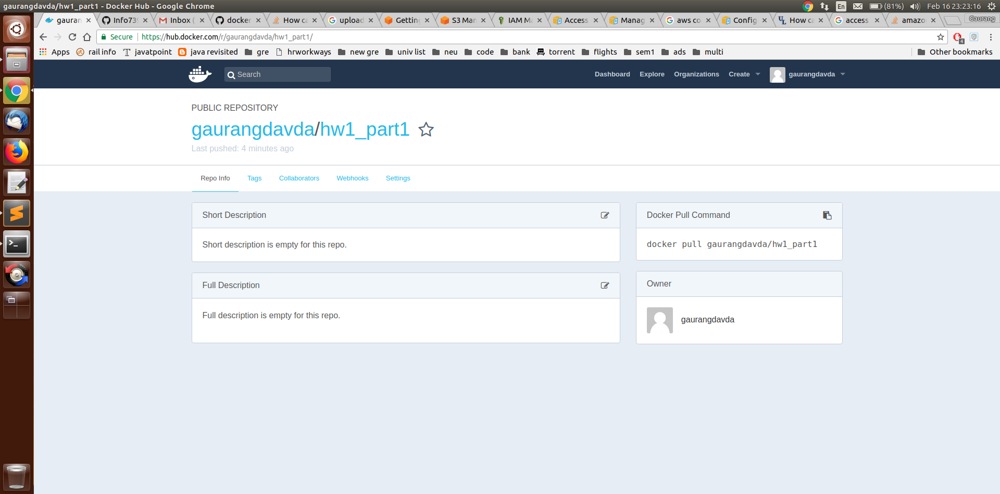 gaurangdavda/hw1_part1 - Docker Hub - Google Chrome
En
(81%)
Feb 16 23:23:16
gauran
Info739
Inbox (
docker
How ca
upload
Getting
S3 Man
IAM Ma
Access
Manag
aws co
Config
How ca
access
amazo
Gaurang
Secure
https://hub.docker.com/r/gaurangdavda/hw1_part1/
4
Apps
rail info
javatpoint
java revisited
gre
hrworkways
new gre
univ list
neu
code
bank
torrent
flights
sem1
ads
multi
Other bookmarks
Search
Dashboard
Explore
Organizations
Create
gaurangdavda
PUBLIC REPOSITORY
gaurangdavda/hw1_part1
Last pushed: 4 minutes ago
Repo Info
Tags
Collaborators
Webhooks
Settings
Short Description
Short description is empty for this repo.
Full Description
Full description is empty for this repo.
Docker Pull Command
docker pull gaurangdavda/hw1_part1
Owner
gaurangdavda